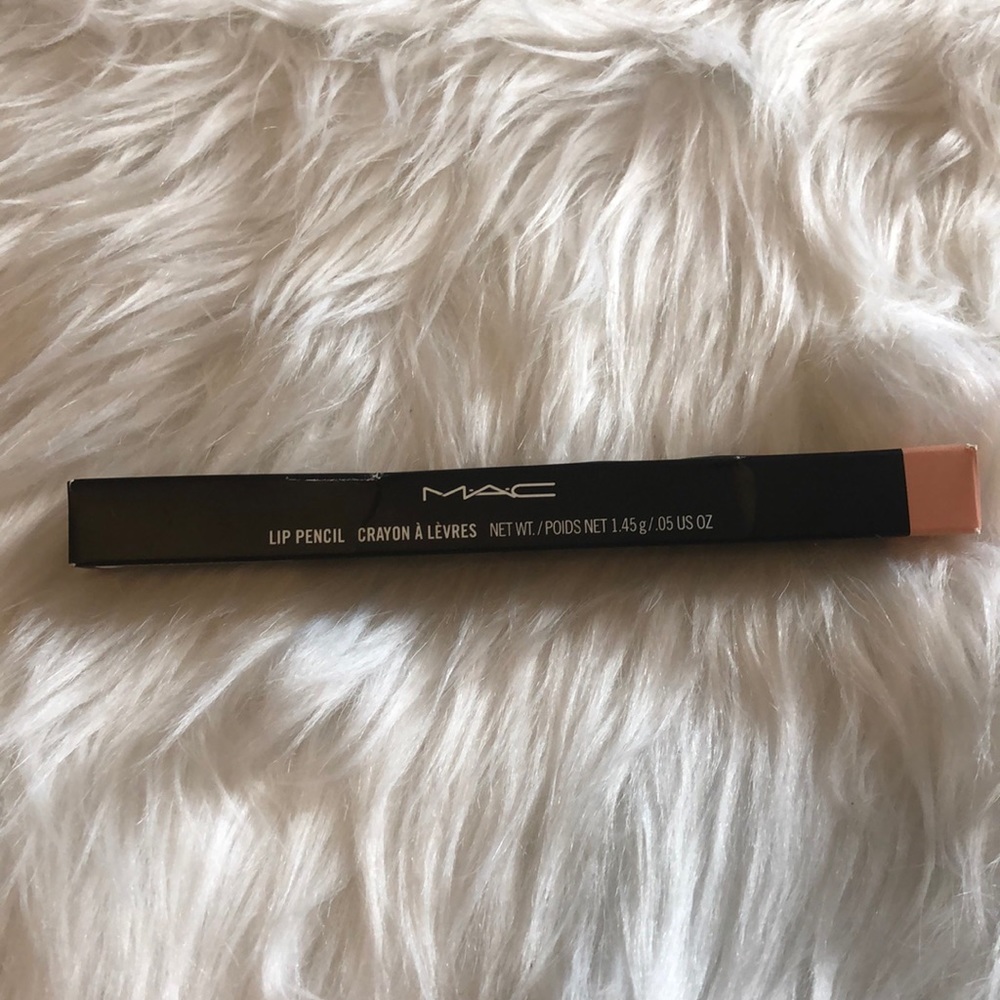 M·A·C
LIP PENCIL CRAYON À LÈVRES NET WT. / POIDS NET 1.45 g / .05 US OZ